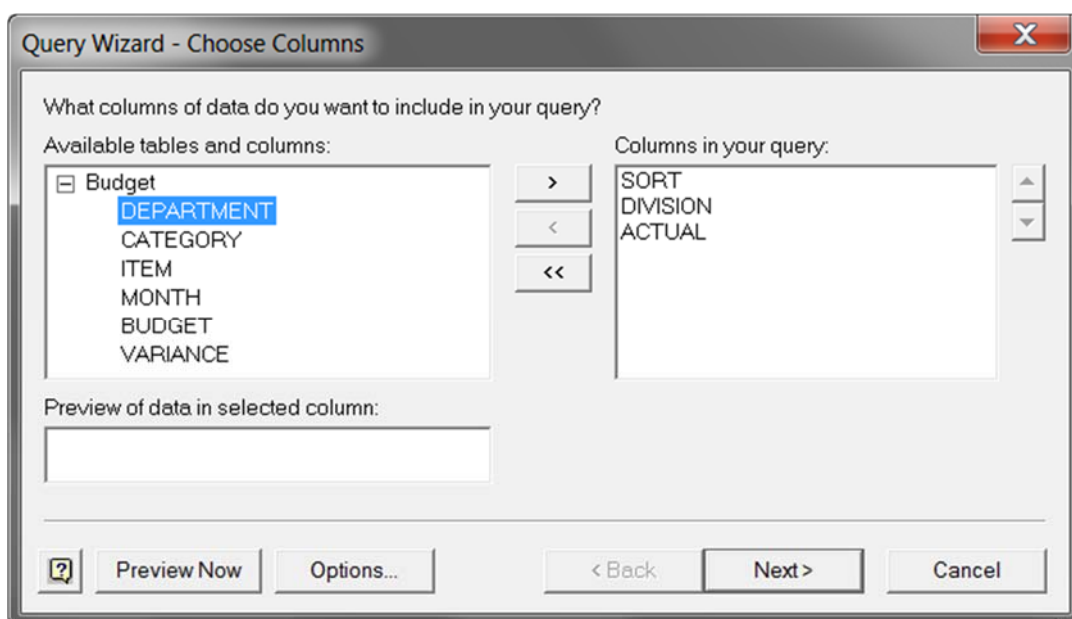 Query Wizard - Choose Columns
X
What columns of data do you want to include in your query?
Available tables and columns:
Columns in your query:
Budget
DEPARTMENT
CATEGORY
ITEM
MONTH
BUDGET
VARIANCE
>
<
<<
SORT
DIVISION
ACTUAL
Preview of data in selected column:
?
Preview Now
Options...
< Back
Next >
Cancel